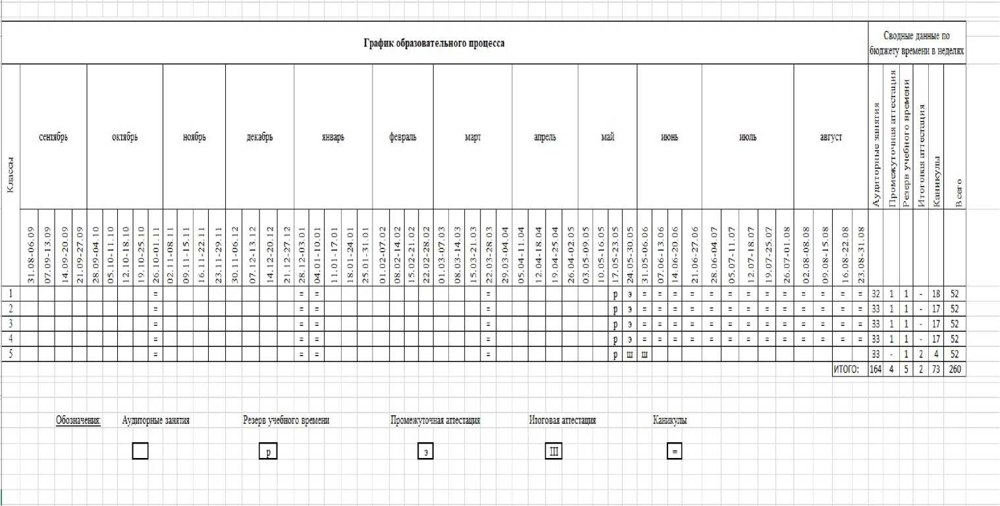 График образовательного процесса
Сводные данные по
бюджету времени в неделях
Классы
сентябрь октябрь ноябрь декабрь январь февраль март апрель май июнь июль август
Аудиторные занятия
Промежуточная аттестация
Резерв учебного времени
Итоговая аттестация
Каникулы
Всего
31.08-06.09
07.09-13.09
14.09-20.09
21.09-27.09
28.09-04.10
05.10-11.10
12.10-18.10
19.10-25.10
26.10-01.11
02.11-08.11
09.11-15.11
16.11-22.11
23.11-29.11
30.11-06.12
07.12-13.12
14.12-20.12
21.12-27.12
28.12-03.01
04.01-10.01
11.01-17.01
18.01-24.01
25.01-31.01
01.02-07.02
08.02-14.02
15.02-21.02
22.02-28.02
01.03-07.03
08.03-14.03
15.03-21.03
22.03-28.03
29.03-04.04
05.04-11.04
12.04-18.04
19.04-25.04
26.04-02.05
03.05-09.05
10.05-16.05
17.05-23.05
24.05-30.05
31.05-06.06
07.06-13.06
14.06-20.06
21.06-27.06
28.06-04.07
05.07-11.07
12.07-18.07
19.07-25.07
26.07-01.08
02.08-08.08
09.08-15.08
16.08-22.08
23.08-31.08
1 = = = = р э = = = = = = = = = = = = = 32 1 1 - 18 52
2 = = = = р э = = = = = = = = = = = = = 33 1 1 - 17 52
3 = = = = р э = = = = = = = = = = = = = 33 1 1 - 17 52
4 = = = = р э = = = = = = = = = = = = = 33 1 1 - 17 52
5 = = = = р Ш Ш 33 - 1 2 4 52
ИТОГО: 164 4 5 2 73 260
Обозначения: Аудиторные занятия Резерв учебного времени Промежуточная аттестация Итоговая аттестация Каникулы
р э III =